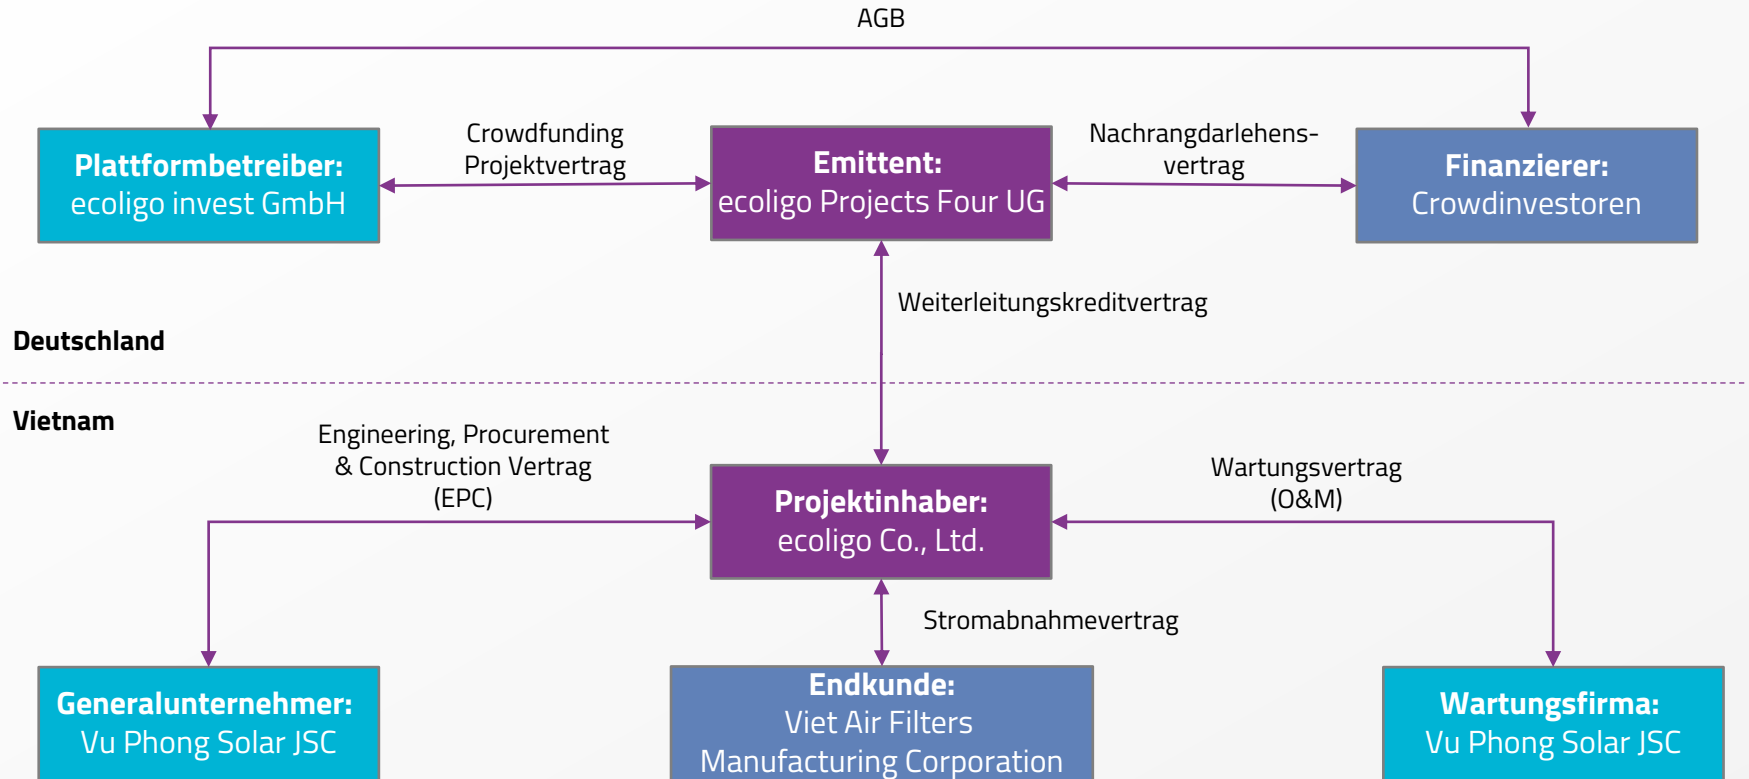 AGB
Plattformbetreiber:
ecoligo invest GmbH
Crowdfunding
Projektvertrag
Emittent:
ecoligo Projects Four UG
Nachrangdarlehens-
vertrag
Finanzierer:
Crowdinvestoren
Weiterleitungskreditvertrag
Deutschland
Vietnam
Engineering, Procurement
& Construction Vertrag
(EPC)
Projektinhaber:
ecoligo Co., Ltd.
Wartungsvertrag
(O&M)
Stromabnahmevertrag
Generalunternehmer:
Vu Phong Solar JSC
Endkunde:
Viet Air Filters
Manufacturing Corporation
Wartungsfirma:
Vu Phong Solar JSC